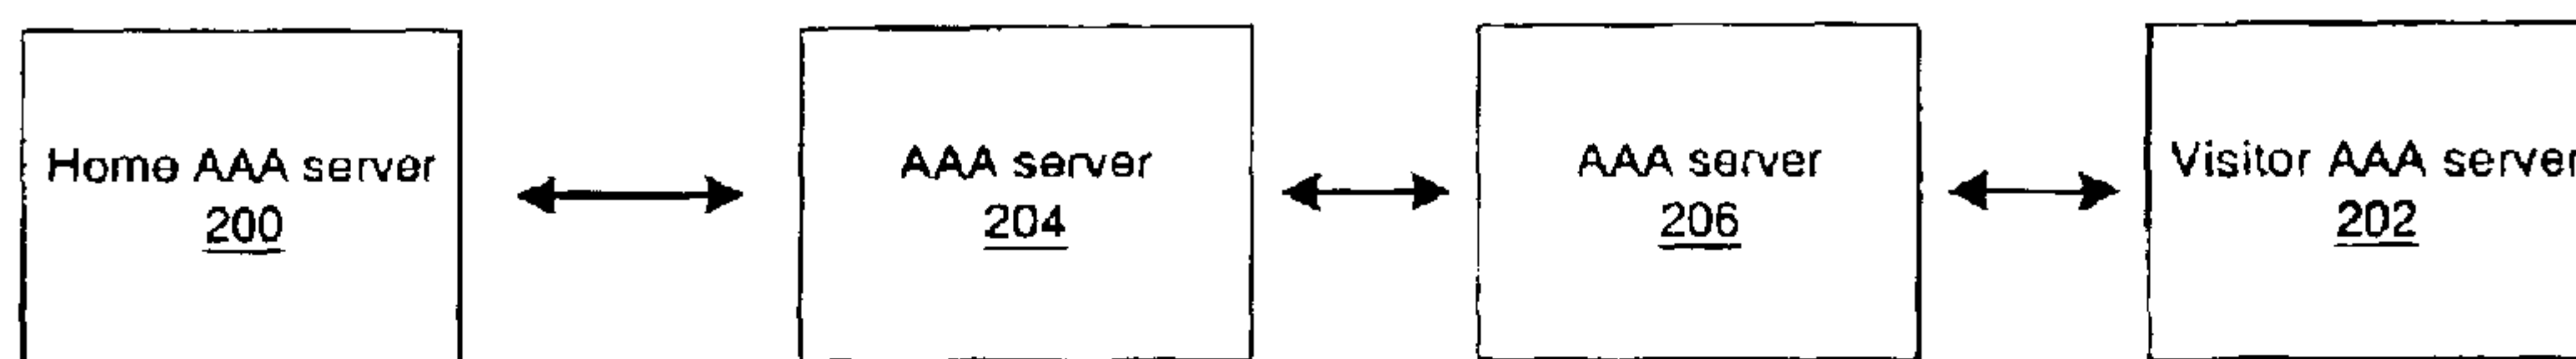 Home AAA server
200
AAA server
204
AAA server
206
Visitor AAA server
202